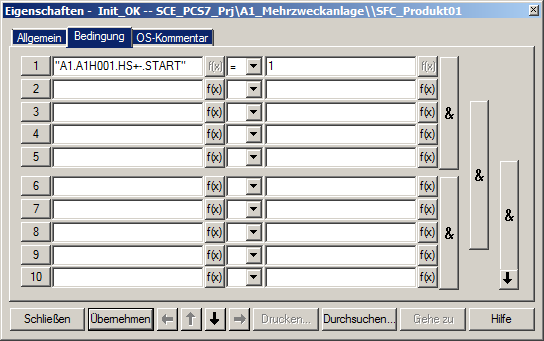 Eigenschaften - Init_OK -- SCE_PCS7_Prj\A1_Mehrzweckanlage\\SFC_Produkt01
Allgemein Bedingung OS-Kommentar
1 "A1.A1H001.HS+-.START" f(x) = 1 f(x)
2 f(x) f(x)
3 f(x) f(x)
4 f(x) f(x)
5 f(x) f(x)
&
6 f(x) f(x)
7 f(x) f(x)
8 f(x) f(x)
9 f(x) f(x)
10 f(x) f(x)
&
&
&
Schließen Übernehmen Drucken... Durchsuchen... Gehe zu Hilfe